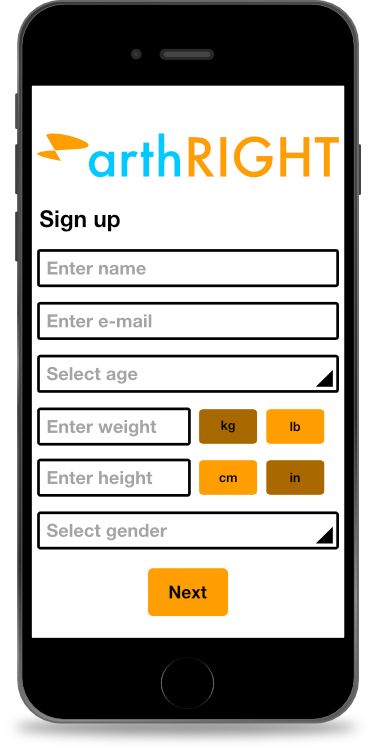 arthRIGHT
Sign up
Enter name
Enter e-mail
Select age
Enter weight kg lb
Enter height cm in
Select gender
Next